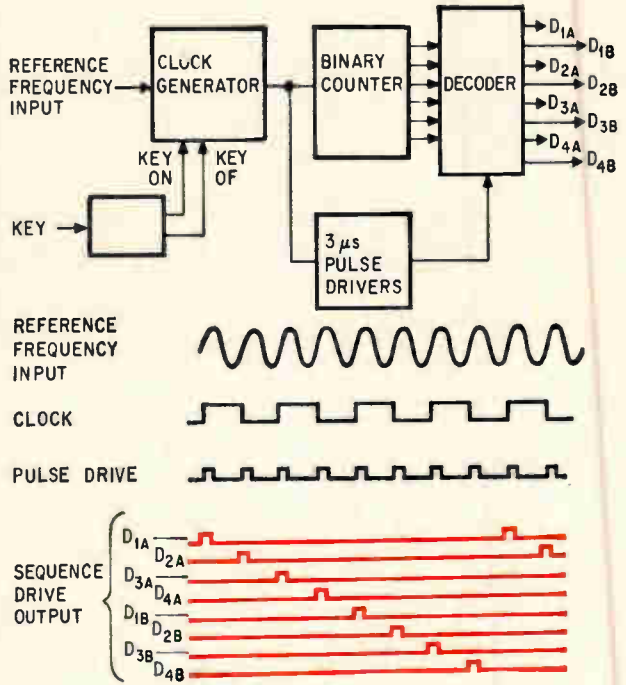 REFERENCE
FREQUENCY
INPUT
CLOCK
GENERATOR
BINARY
COUNTER
DECODER
D1A
D1B
D2A
D2B
D3A
D3B
D4A
D4B
KEY
ON
KEY
OF
KEY
3 µs
PULSE
DRIVERS
REFERENCE
FREQUENCY
INPUT
CLOCK
PULSE DRIVE
SEQUENCE
DRIVE
OUTPUT
D1A
D2A
D3A
D4A
D1B
D2B
D3B
D4B